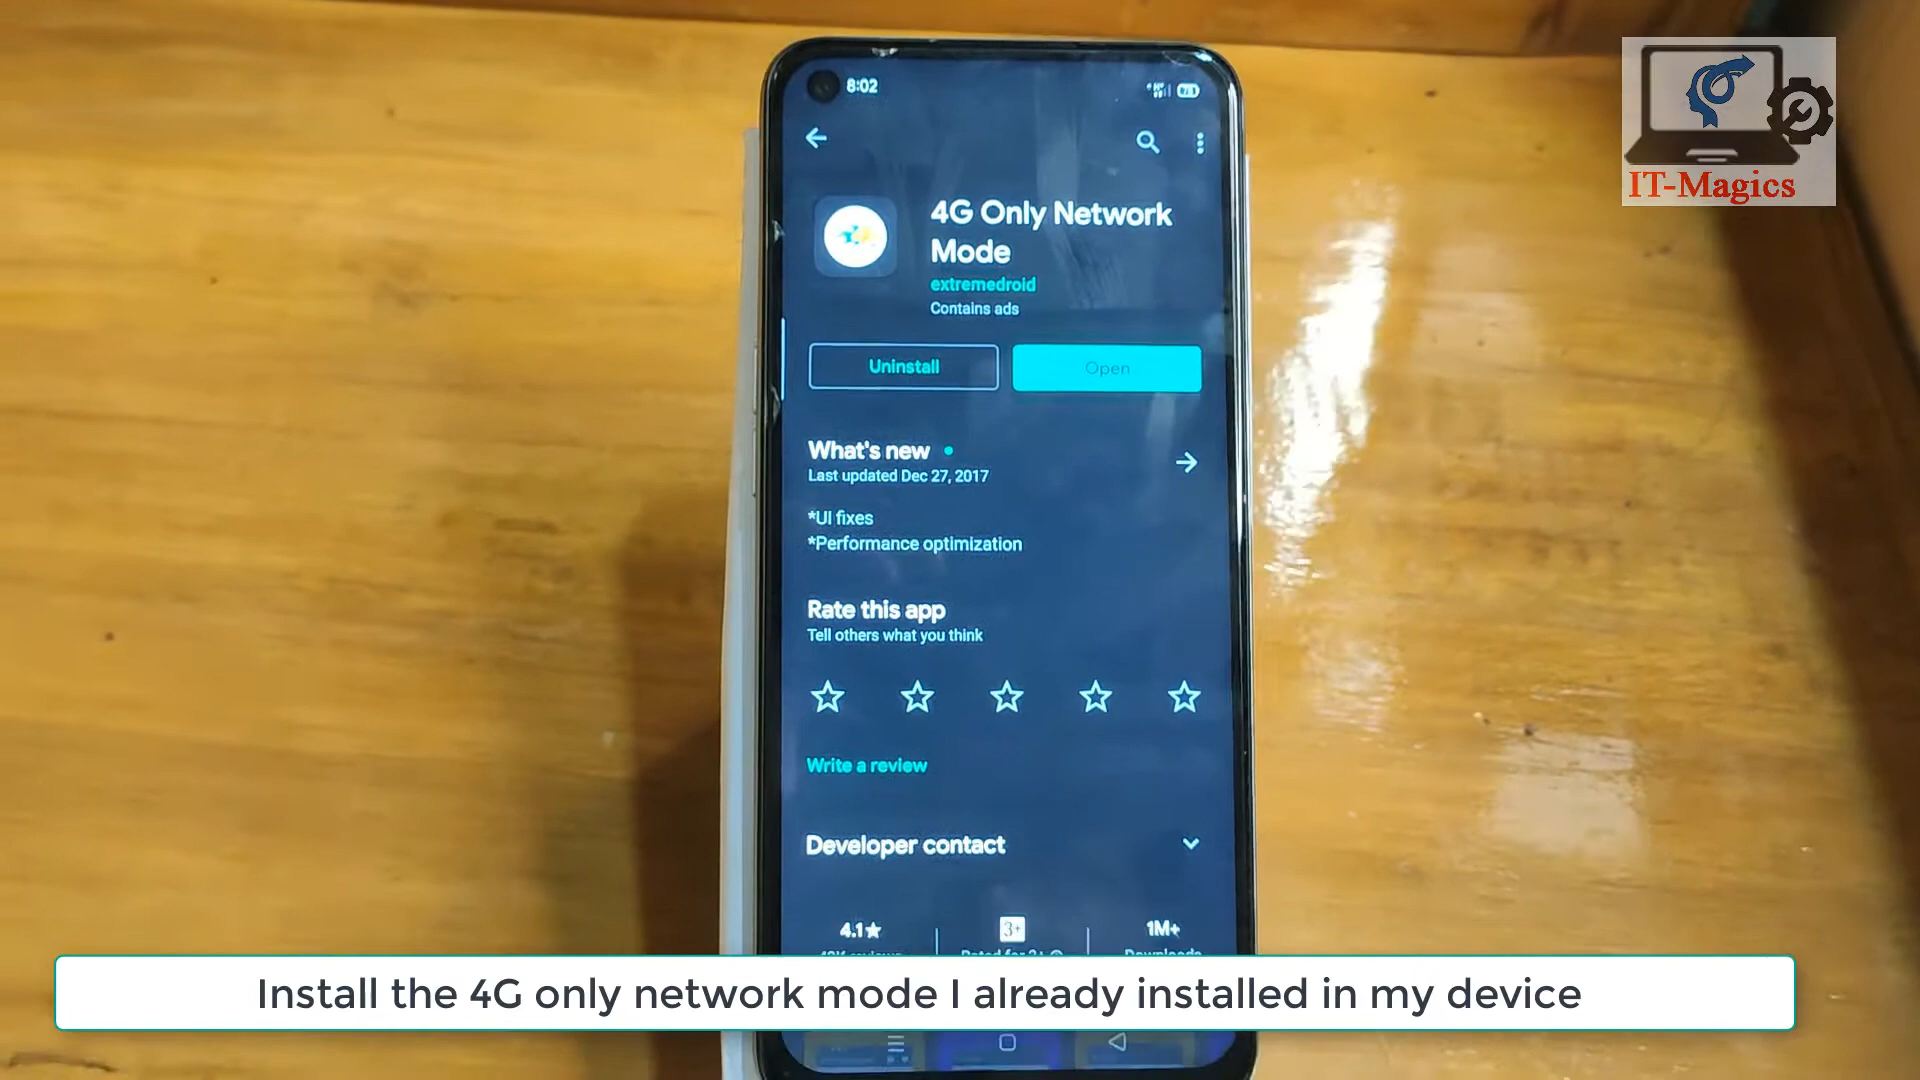 8:02
IT-Magics
4G Only Network
Mode
extremedroid
Contains ads
Uninstall
Open
What's new
Last updated Dec 27, 2017
*UI fixes
*Performance optimization
Rate this app
Tell others what you think
Write a review
Developer contact
4.1★
3+
1M+
Downloads
Install the 4G only network mode I already installed in my device